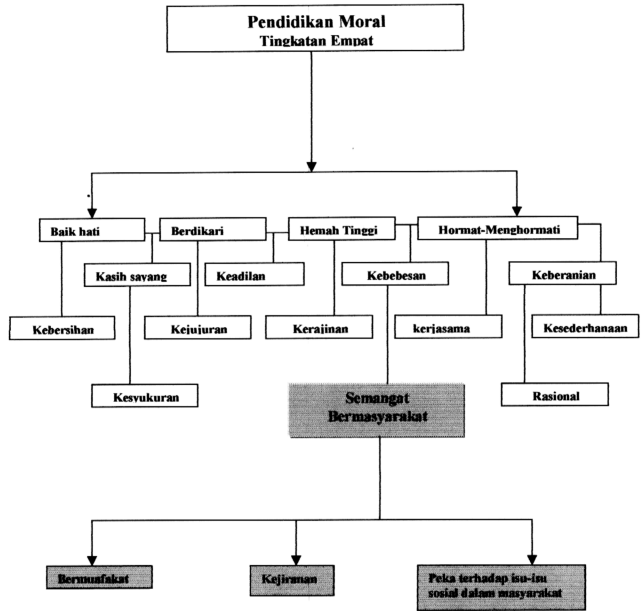 Pendidikan Moral
Tingkatan Empat
Baik hati
Berdikari
Hemah Tinggi
Hormat-Menghormati
Kasih sayang
Keadilan
Kebebesan
Keberanian
Kebersihan
Kejujuran
Kerajinan
kerjasama
Kesederhanaan
Kesyukuran
Semangat
Bermasyarakat
Rasional
Bermuafakat
Kejiranan
Peka terhadap isu-isu
sosial dalam masyarakat